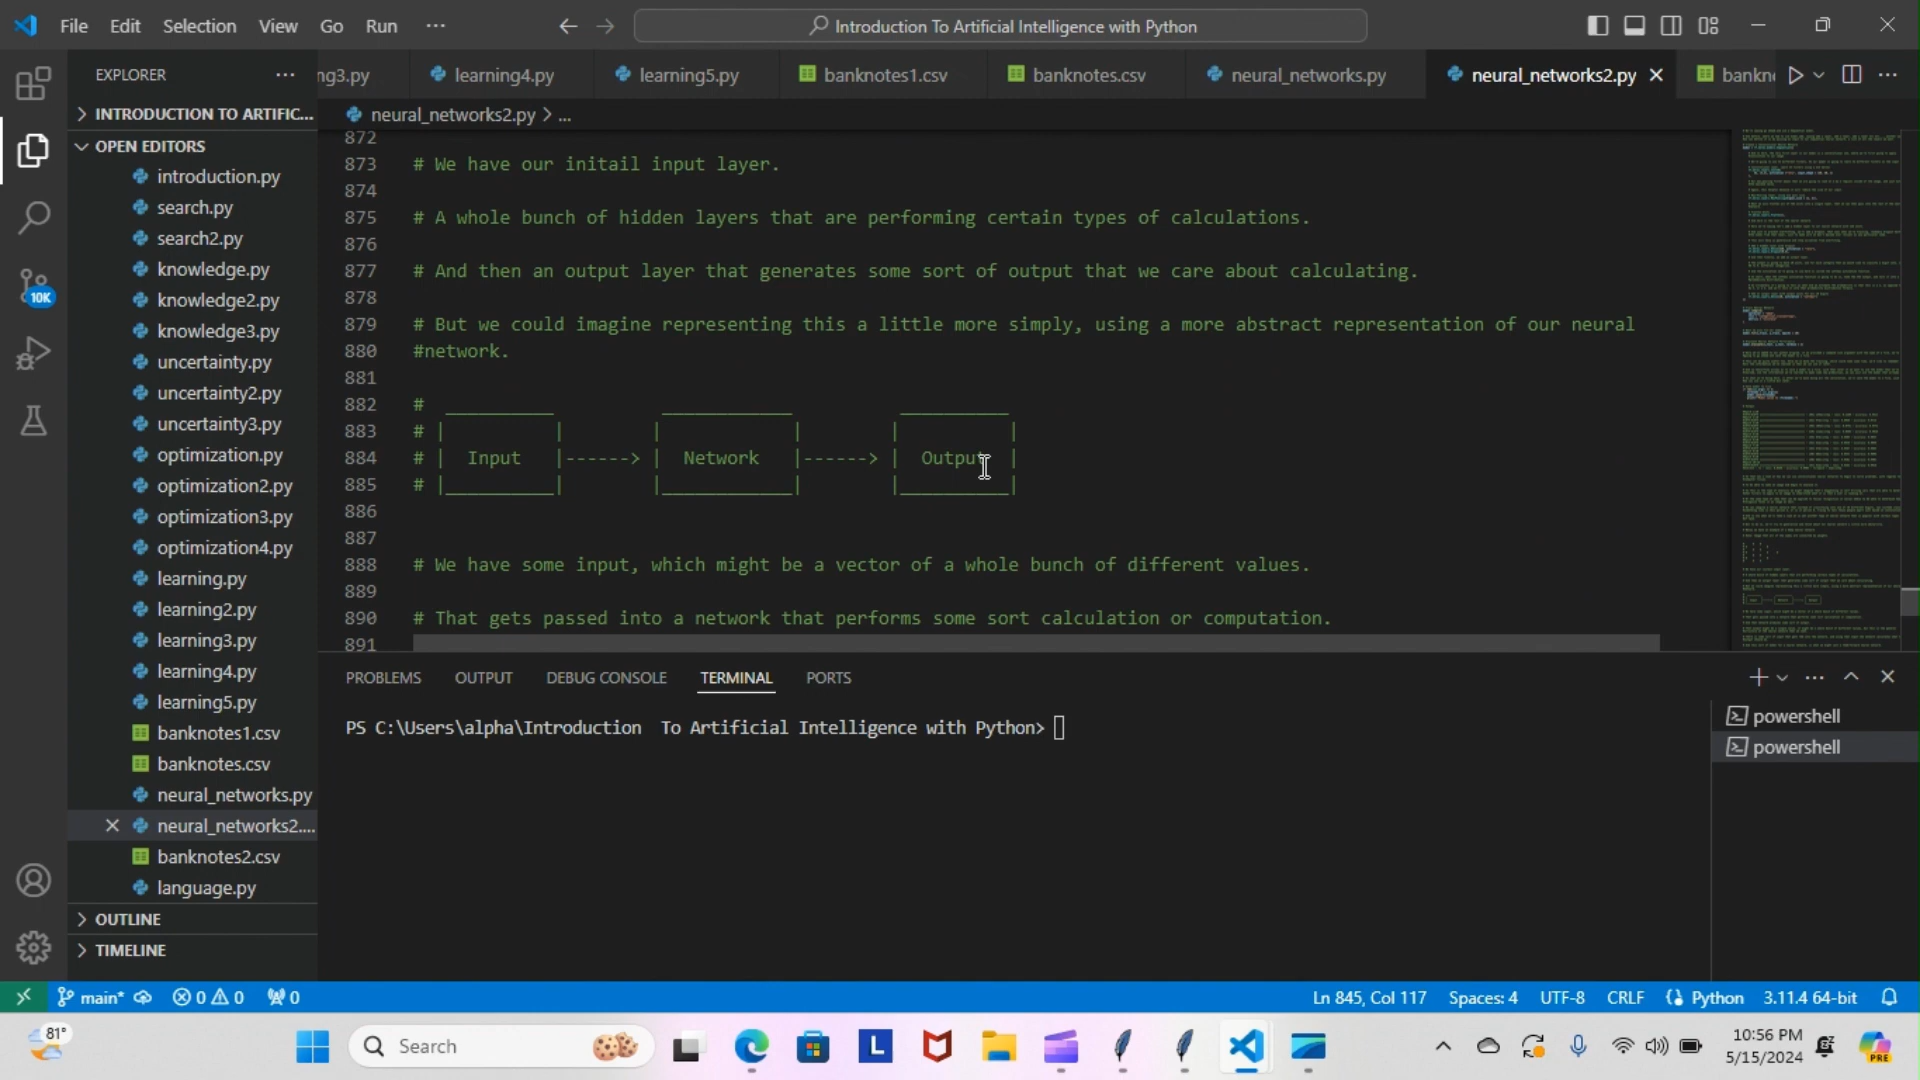 File Edit Selection View Go Run ···
Introduction To Artificial Intelligence with Python
EXPLORER
ng3.py learning4.py learning5.py banknotes1.csv banknotes.csv neural_networks.py neural_networks2.py
INTRODUCTION TO ARTIFIC...
neural_networks2.py > ...
OPEN EDITORS
introduction.py
search.py
search2.py
knowledge.py
knowledge2.py
knowledge3.py
uncertainty.py
uncertainty2.py
uncertainty3.py
optimization.py
optimization2.py
optimization3.py
optimization4.py
learning.py
learning2.py
learning3.py
learning4.py
learning5.py
banknotes1.csv
banknotes.csv
neural_networks.py
neural_networks2....
banknotes2.csv
language.py
OUTLINE
TIMELINE
10K
872
873 # We have our initail input layer.
874
875 # A whole bunch of hidden layers that are performing certain types of calculations.
876
877 # And then an output layer that generates some sort of output that we care about calculating.
878
879 # But we could imagine representing this a little more simply, using a more abstract representation of our neural
880 #network.
881
882 # __________ ____________ __________
883 # | | | | | |
884 # | Input |------> | Network |------> | Output |
885 # |__________| |____________| |__________|
886
887
888 # We have some input, which might be a vector of a whole bunch of different values.
889
890 # That gets passed into a network that performs some sort calculation or computation.
891
PROBLEMS OUTPUT DEBUG CONSOLE TERMINAL PORTS
PS C:\Users\alpha\Introduction  To Artificial Intelligence with Python>
powershell
powershell
main* 0 0 0
Ln 845, Col 117 Spaces: 4 UTF-8 CRLF Python 3.11.4 64-bit
81°
Search
L
10:56 PM
5/15/2024
PRE